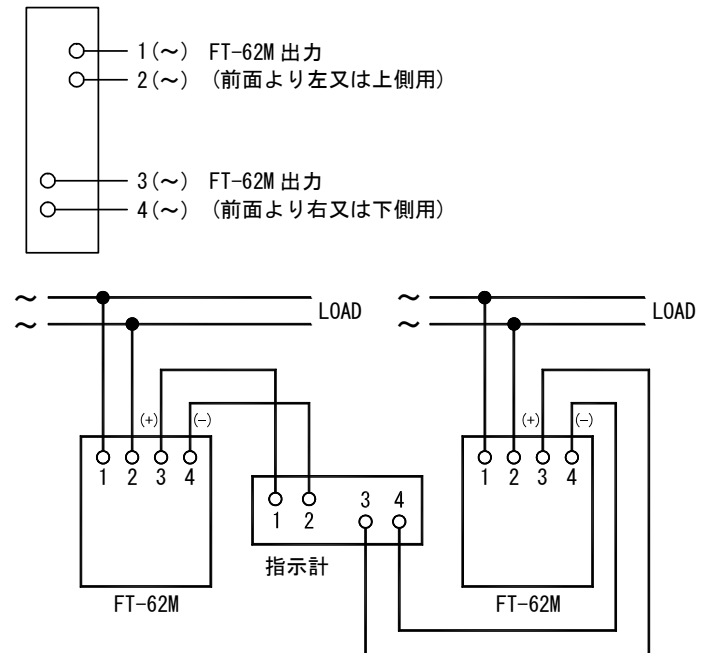 1(～) FT-62M 出力
2(～) (前面より左又は上側用)
3(～) FT-62M 出力
4(～) (前面より右又は下側用)
～ LOAD ～ LOAD
～ ～
(+) (−) (+) (−)
1 2 3 4 1 2 3 4
1 2 3 4
指示計
FT-62M FT-62M